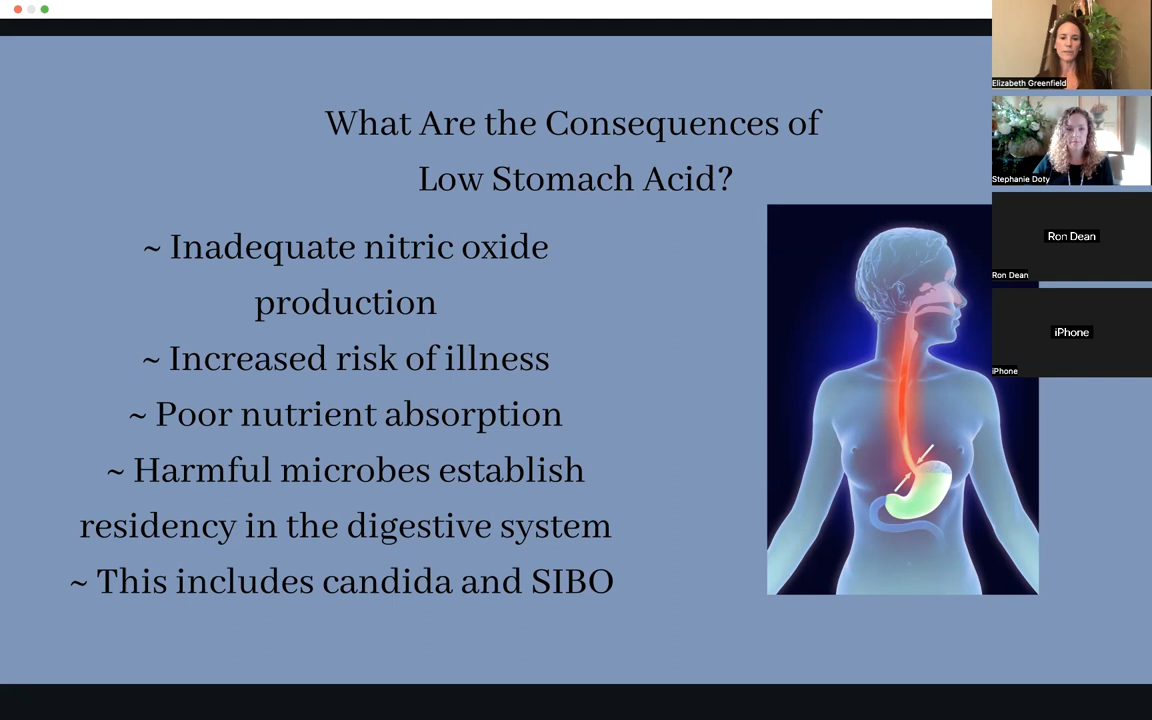 What Are the Consequences of
Low Stomach Acid?
~ Inadequate nitric oxide
production
~ Increased risk of illness
~ Poor nutrient absorption
~ Harmful microbes establish
residency in the digestive system
~ This includes candida and SIBO
Elizabeth Greenfield
Stephanie Doty
Ron Dean
Ron Dean
iPhone
iPhone